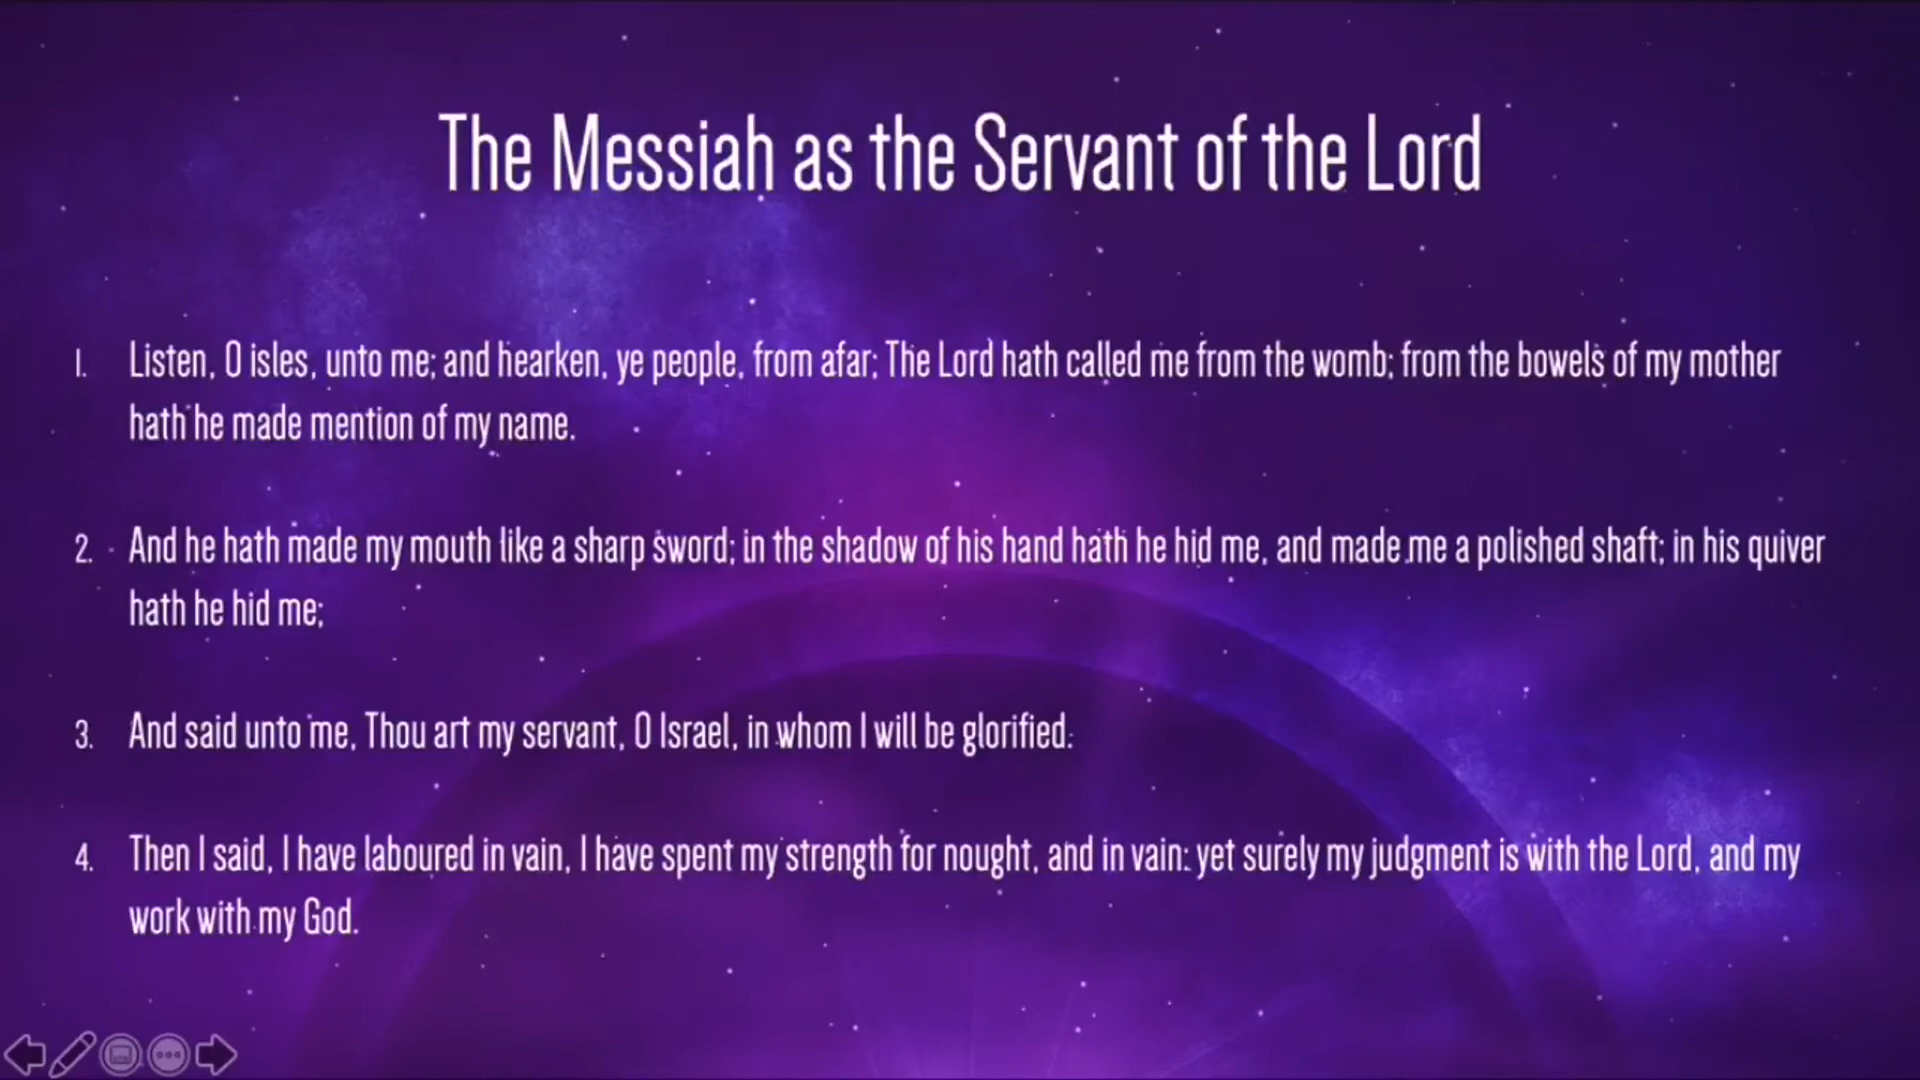 The Messiah as the Servant of the Lord
1. Listen, O isles, unto me; and hearken, ye people, from afar; The Lord hath called me from the womb; from the bowels of my mother
hath he made mention of my name.
2. And he hath made my mouth like a sharp sword; in the shadow of his hand hath he hid me, and made me a polished shaft; in his quiver
hath he hid me;
3. And said unto me, Thou art my servant, O Israel, in whom I will be glorified.
4. Then I said, I have laboured in vain, I have spent my strength for nought, and in vain: yet surely my judgment is with the Lord, and my
work with my God.